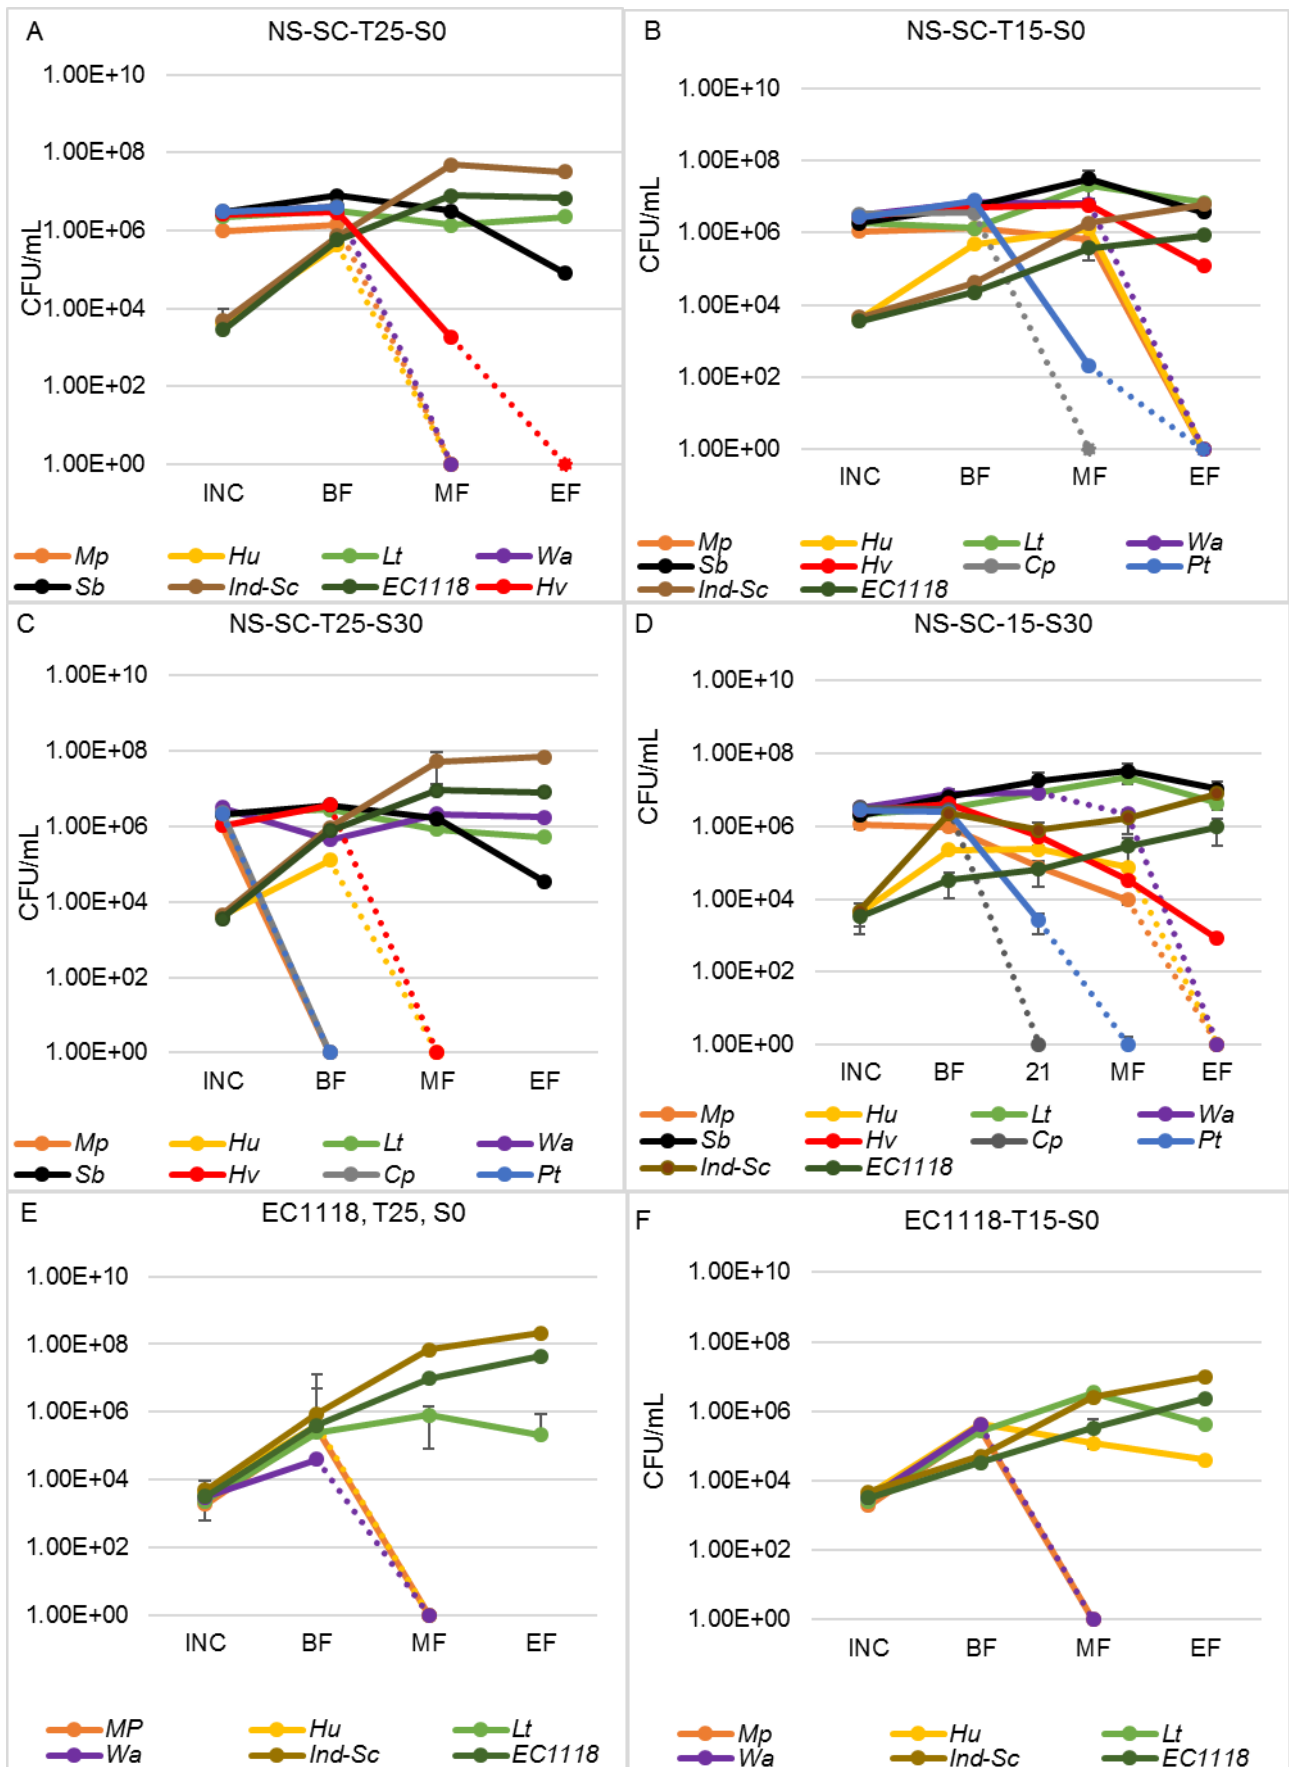 A NS-SC-T25-S0
1.00E+10
1.00E+08
1.00E+06
1.00E+04
1.00E+02
1.00E+00
CFU/mL
INC BF MF EF
Mp Hu Lt Wa
Sb Ind-Sc EC1118 Hv
B NS-SC-T15-S0
1.00E+10
1.00E+08
1.00E+06
1.00E+04
1.00E+02
1.00E+00
CFU/mL
INC BF MF EF
Mp Hu Lt Wa
Sb Hv Cp Pt
Ind-Sc EC1118
C NS-SC-T25-S30
1.00E+10
1.00E+08
1.00E+06
1.00E+04
1.00E+02
1.00E+00
CFU/mL
INC BF MF EF
Mp Hu Lt Wa
Sb Hv Cp Pt
D NS-SC-15-S30
1.00E+10
1.00E+08
1.00E+06
1.00E+04
1.00E+02
1.00E+00
CFU/mL
INC BF 21 MF EF
Mp Hu Lt Wa
Sb Hv Cp Pt
Ind-Sc EC1118
E EC1118, T25, S0
1.00E+10
1.00E+08
1.00E+06
1.00E+04
1.00E+02
1.00E+00
INC BF MF EF
MP Hu Lt
Wa Ind-Sc EC1118
F EC1118-T15-S0
1.00E+10
1.00E+08
1.00E+06
1.00E+04
1.00E+02
1.00E+00
CFU/mL
INC BF MF EF
Mp Hu Lt
Wa Ind-Sc EC1118